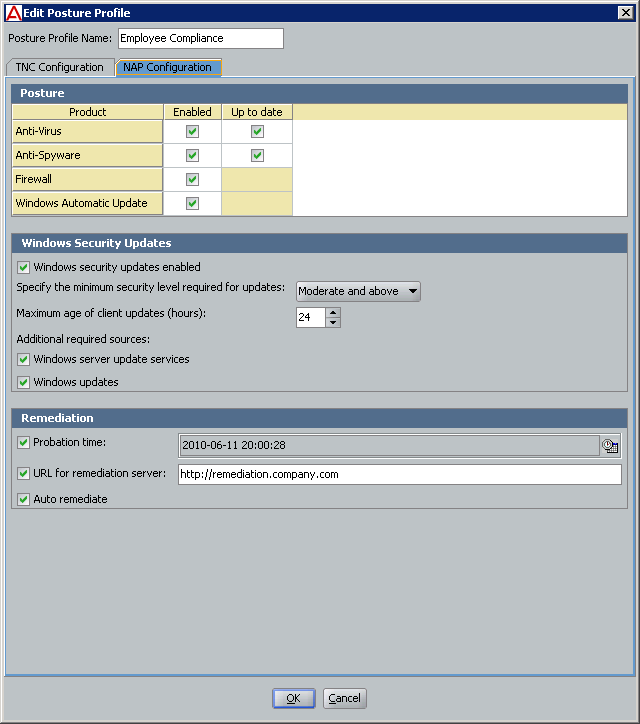 Edit Posture Profile
Posture Profile Name: Employee Compliance
TNC Configuration NAP Configuration
Posture
Product Enabled Up to date
Anti-Virus
Anti-Spyware
Firewall
Windows Automatic Update
Windows Security Updates
Windows security updates enabled
Specify the minimum security level required for updates: Moderate and above
Maximum age of client updates (hours): 24
Additional required sources:
Windows server update services
Windows updates
Remediation
Probation time: 2010-06-11 20:00:28
URL for remediation server: http://remediation.company.com
Auto remediate
OK Cancel